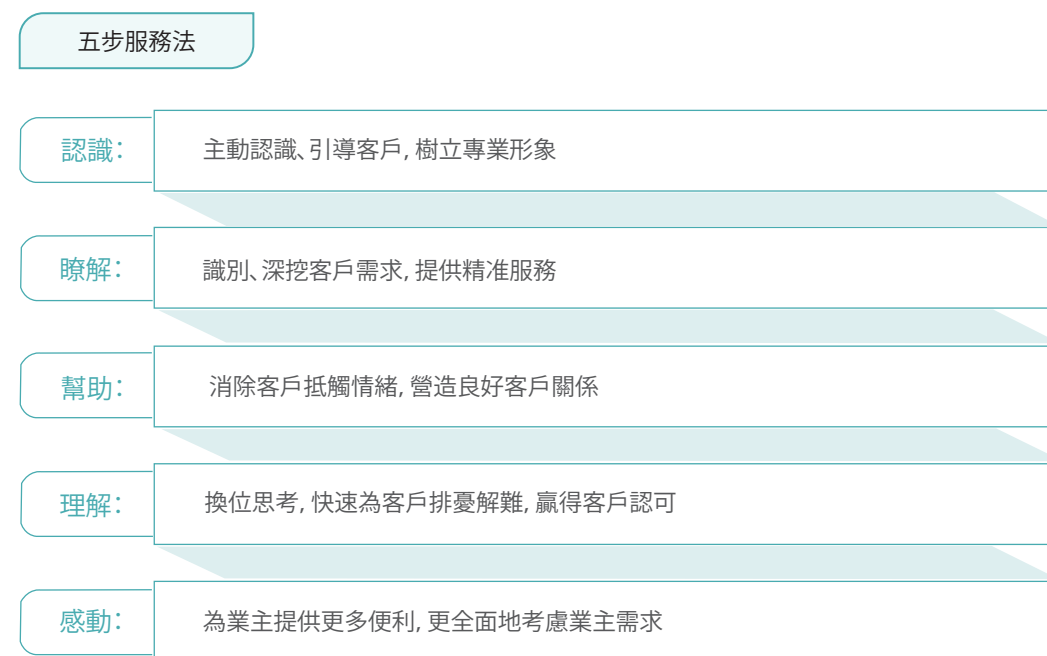 五步服務法
認識：
主動認識、引導客戶，樹立專業形象
瞭解：
識別、深挖客戶需求，提供精准服務
幫助：
消除客戶抵觸情緒，營造良好客戶關係
理解：
換位思考，快速為客戶排憂解難，贏得客戶認可
感動：
為業主提供更多便利，更全面地考慮業主需求